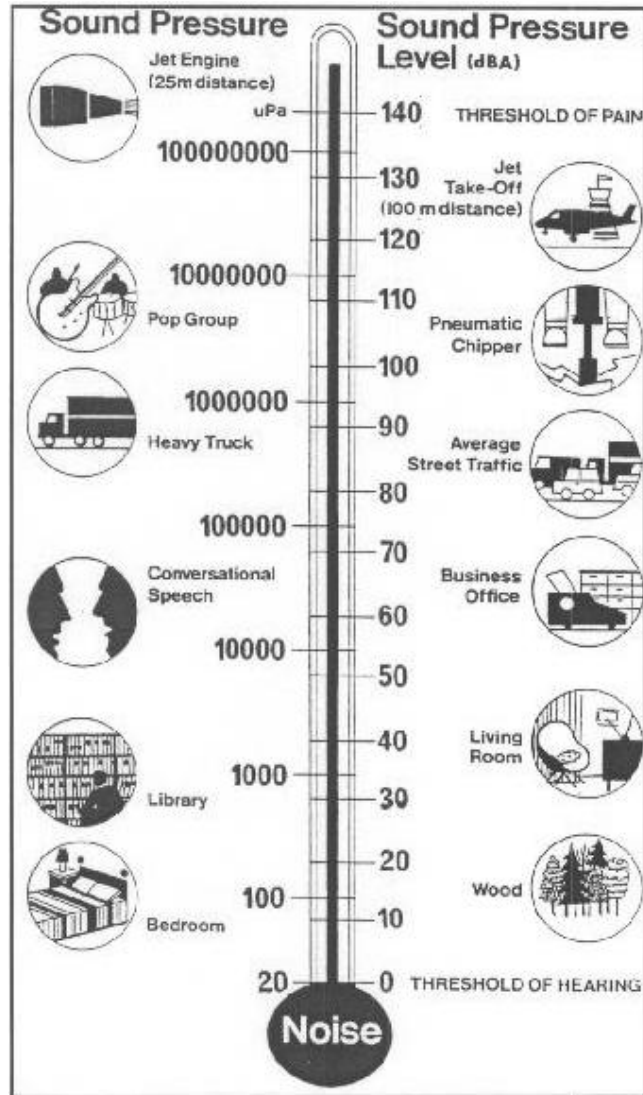 Sound Pressure
Sound Pressure
Level (dBA)
Jet Engine
(25m distance)
uPa
140
THRESHOLD OF PAIN
100000000
130
Jet
Take-Off
(100 m distance)
120
10000000
110
Pop Group
Pneumatic
Chipper
100
1000000
90
Heavy Truck
Average
Street Traffic
80
100000
70
Conversational
Speech
Business
Office
60
10000
50
40
Living
Room
1000
30
Library
20
100
Wood
10
Bedroom
20
0
THRESHOLD OF HEARING
Noise